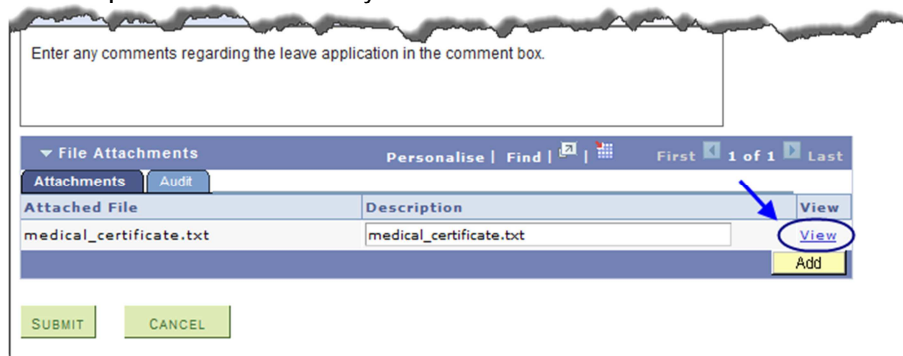 Enter any comments regarding the leave application in the comment box.
File Attachments Personalise | Find | | First 1 of 1 Last
Attachments Audit
Attached File Description View
medical_certificate.txt medical_certificate.txt View
Add
SUBMIT CANCEL